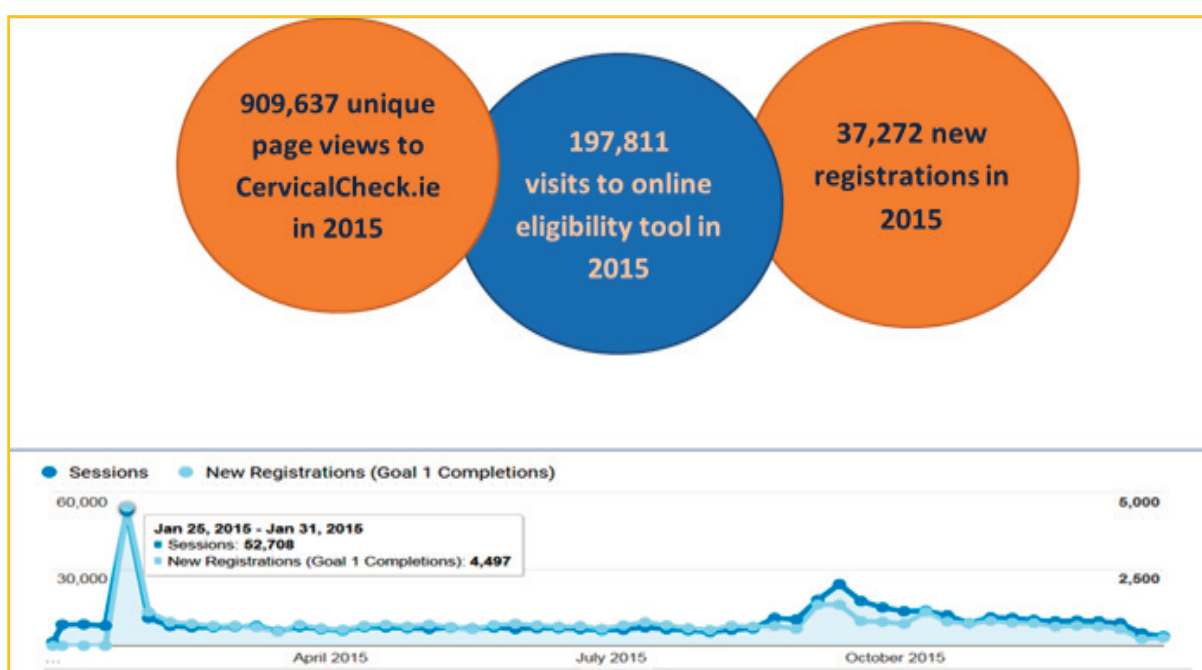 909,637 unique
page views to
CervicalCheck.ie
in 2015
197,811
visits to online
eligibility tool in
2015
37,272 new
registrations in
2015
Sessions New Registrations (Goal 1 Completions)
60,000 5,000
Jan 25, 2015 - Jan 31, 2015
Sessions: 52,708
New Registrations (Goal 1 Completions): 4,497
30,000 2,500
... April 2015 July 2015 October 2015